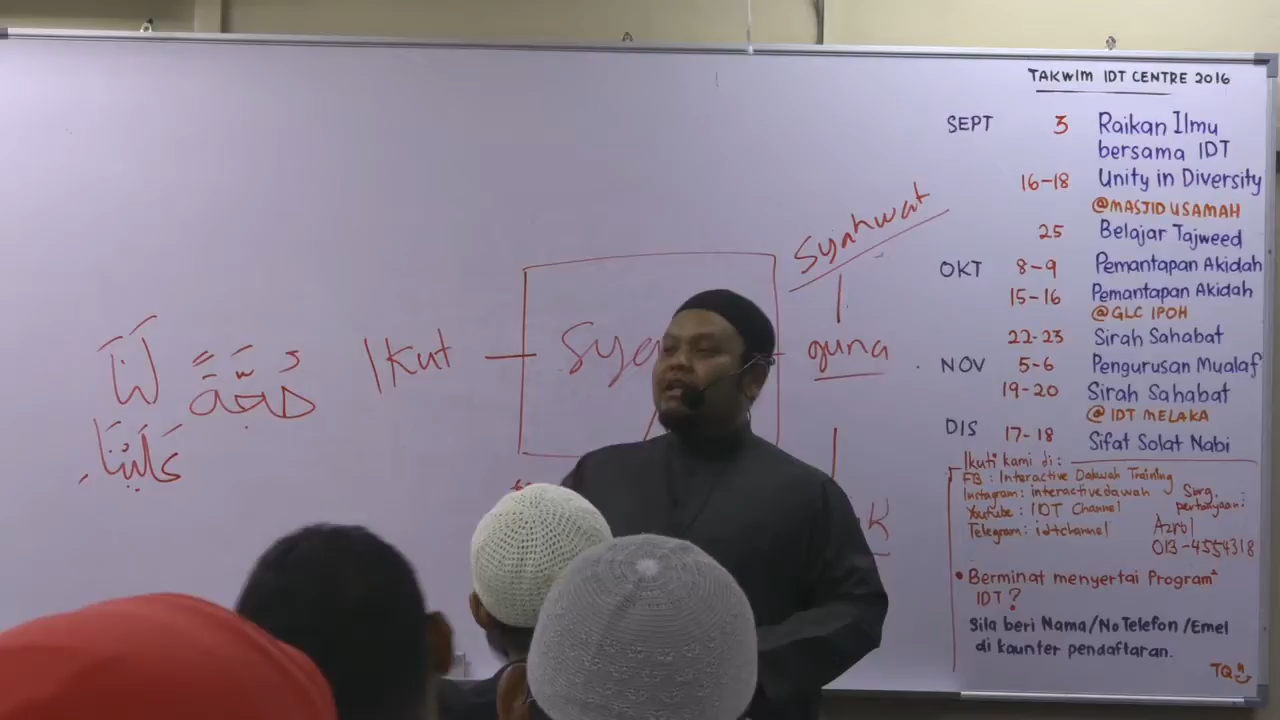 TAKWIM IDT CENTRE 2016
SEPT 3 Raikan Ilmu
bersama IDT
16-18 Unity in Diversity
@MASJID USAMAH
25 Belajar Tajweed
OKT 8-9 Pemantapan Akidah
15-16 Pemantapan Akidah
@GLC IPOH
22-23 Sirah Sahabat
NOV 5-6 Pengurusan Mualaf
19-20 Sirah Sahabat
@IDT MELAKA
DIS 17-18 Sifat Solat Nabi
Ikuti kami di:
FB: Interactive Dakwah Training
Instagram: interactivedawah
Youtube: IDT Channel
Telegram: idtchannel
Sbrg.
pertanyaan:
Azrol
013-4554318
• Berminat menyertai Program²
IDT?
Sila beri Nama/No Telefon/Emel
di kaunter pendaftaran.
TQ
Syahwat
Ikut
guna